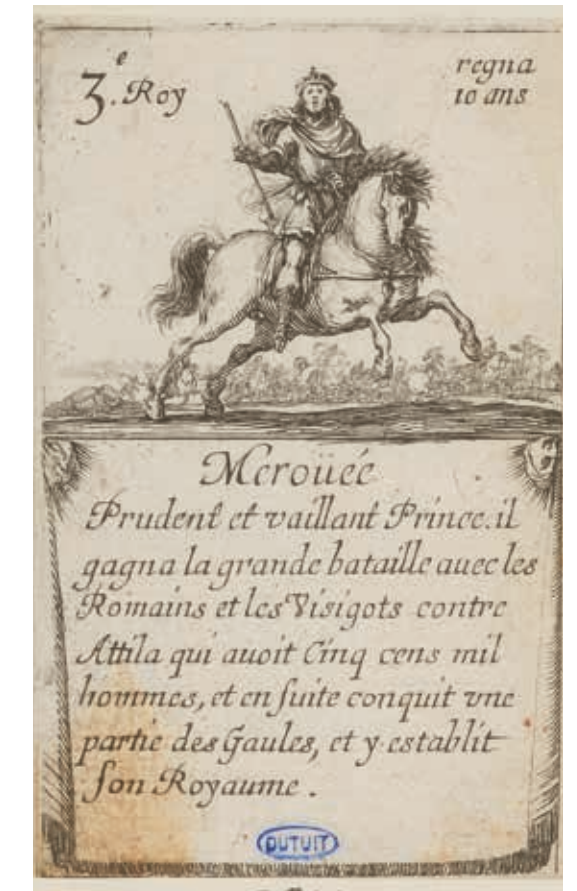 3.e Roy
regna
10 ans
Meroüée
Prudent et vaillant Prince. il
gagna la grande bataille auec les
Romains et les Visigots contre
Attila qui auoit Cinq cens mil
hommes, et en ſuite conquit vne
partie des Gaules, et y establit
ſon Royaume.
DUTUIT